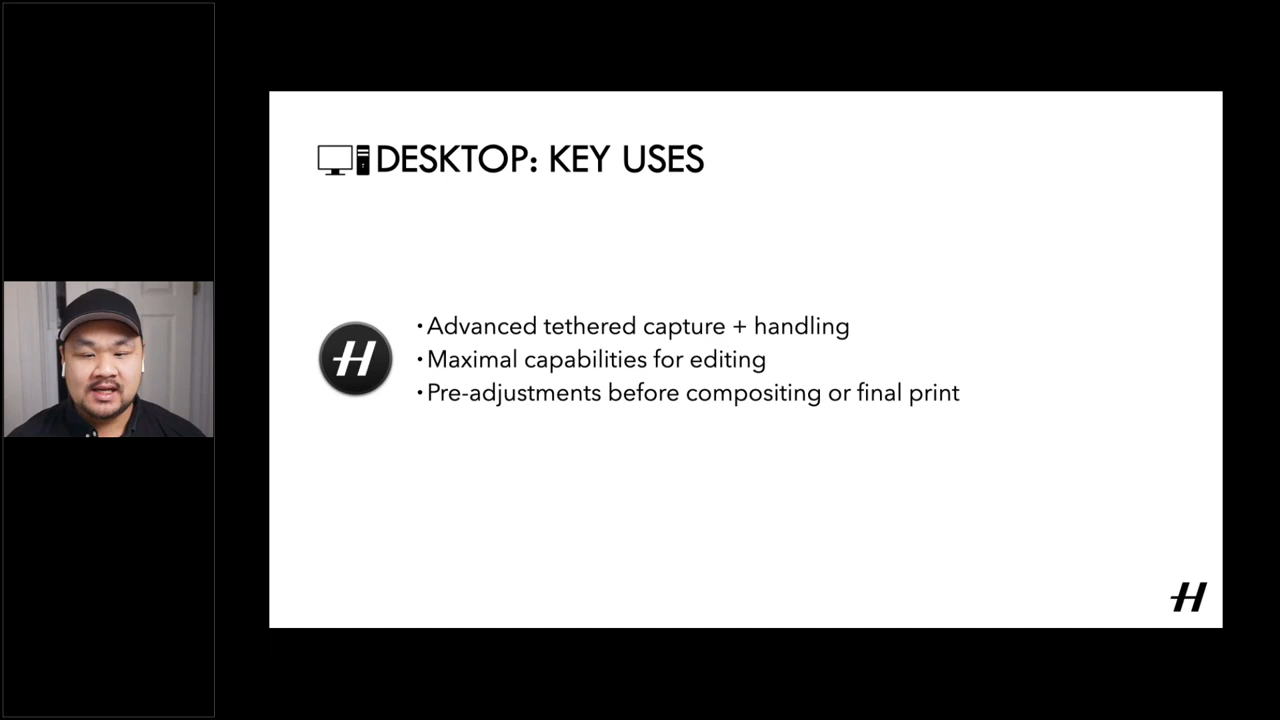 DESKTOP: KEY USES
H
•Advanced tethered capture + handling
•Maximal capabilities for editing
•Pre-adjustments before compositing or final print
H